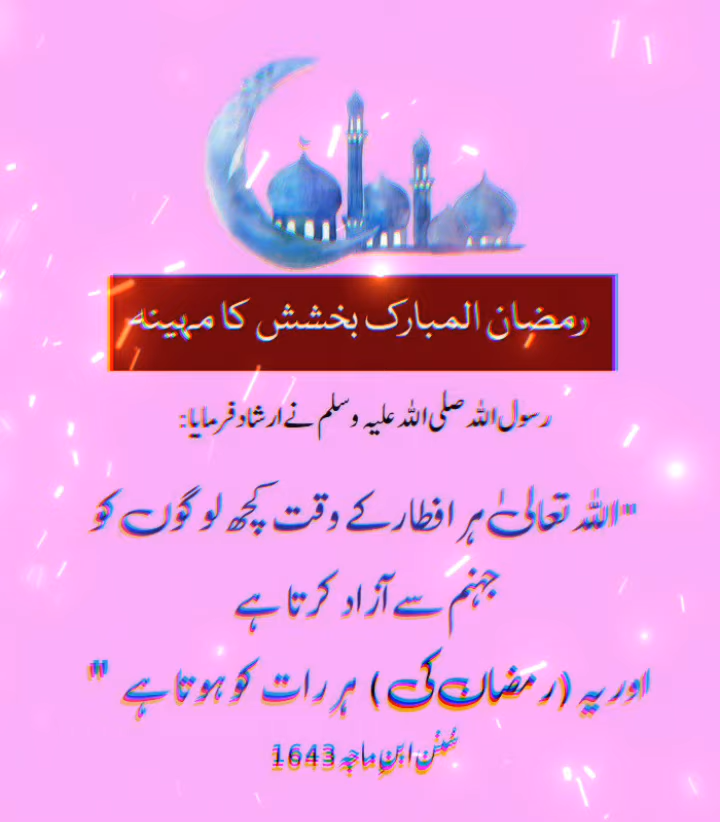 رمضان المبارک بخشش کا مہینہ
رسول اللہ صلی اللہ علیہ وسلم نے ارشاد فرمایا:
"اللہ تعالیٰ ہر افطار کے وقت کچھ لوگوں کو
جہنم سے آزاد کرتا ہے
اور یہ (رمضان کی) ہر رات کو ہوتا ہے "
سُنن ابنِ ماجہ 1643